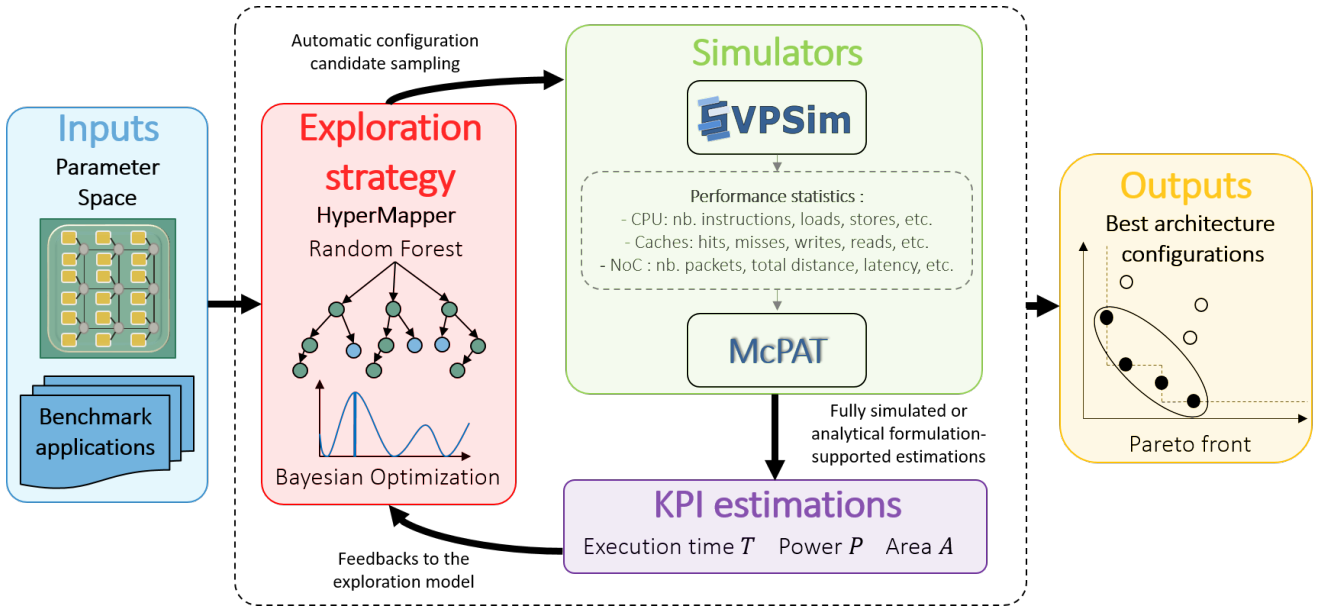 Inputs
Parameter
Space
Benchmark
applications
Automatic configuration
candidate sampling
Exploration
strategy
HyperMapper
Random Forest
Bayesian Optimization
Simulators
VPSim
Performance statistics :
- CPU: nb. instructions, loads, stores, etc.
- Caches: hits, misses, writes, reads, etc.
- NoC : nb. packets, total distance, latency, etc.
McPAT
Fully simulated or
analytical formulation-
supported estimations
KPI estimations
Execution time T Power P Area A
Feedbacks to the
exploration model
Outputs
Best architecture
configurations
Pareto front